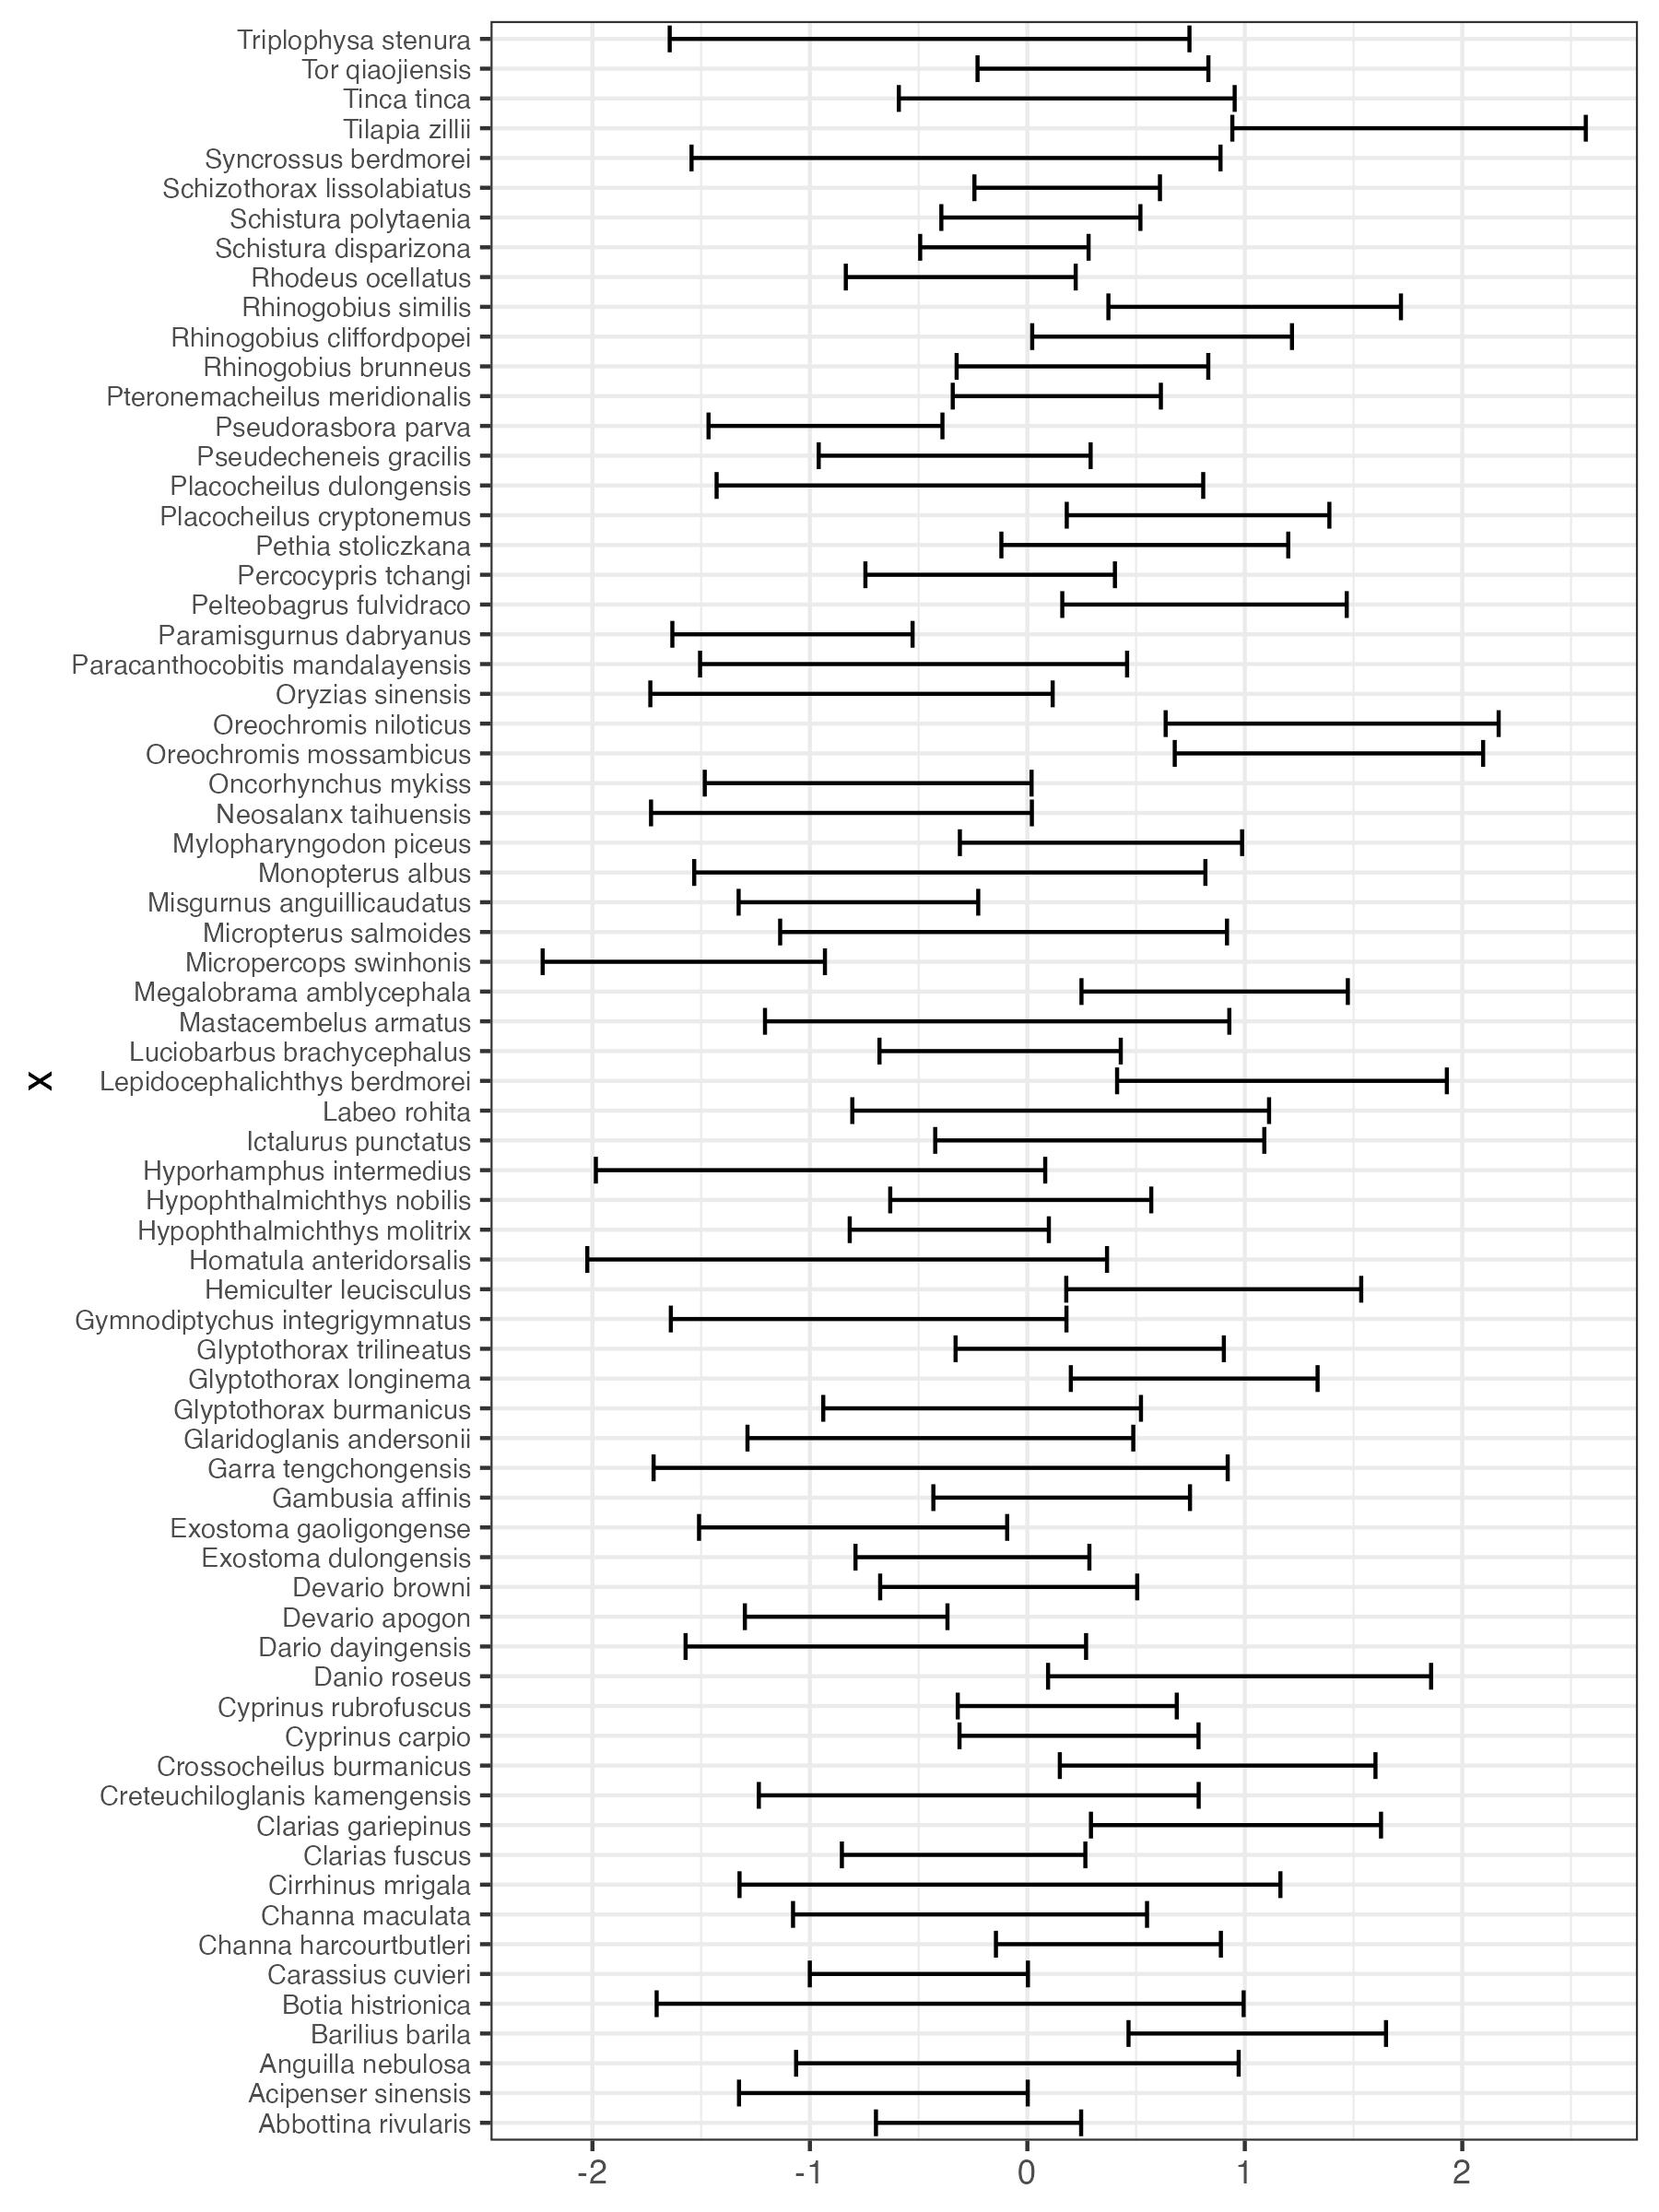 Triplophysa stenura
Tor qiaojiensis
Tinca tinca
Tilapia zillii
Syncrossus berdmorei
Schizothorax lissolabiatus
Schistura polytaenia
Schistura disparizona
Rhodeus ocellatus
Rhinogobius similis
Rhinogobius cliffordpopei
Rhinogobius brunneus
Pteronemacheilus meridionalis
Pseudorasbora parva
Pseudecheneis gracilis
Placocheilus dulongensis
Placocheilus cryptonemus
Pethia stoliczkana
Percocypris tchangi
Pelteobagrus fulvidraco
Paramisgurnus dabryanus
Paracanthocobitis mandalayensis
Oryzias sinensis
Oreochromis niloticus
Oreochromis mossambicus
Oncorhynchus mykiss
Neosalanx taihuensis
Mylopharyngodon piceus
Monopterus albus
Misgurnus anguillicaudatus
Micropterus salmoides
Micropercops swinhonis
Megalobrama amblycephala
Mastacembelus armatus
Luciobarbus brachycephalus
X
Lepidocephalichthys berdmorei
Labeo rohita
Ictalurus punctatus
Hyporhamphus intermedius
Hypophthalmichthys nobilis
Hypophthalmichthys molitrix
Homatula anteridorsalis
Hemiculter leucisculus
Gymnodiptychus integrigymnatus
Glyptothorax trilineatus
Glyptothorax longinema
Glyptothorax burmanicus
Glaridoglanis andersonii
Garra tengchongensis
Gambusia affinis
Exostoma gaoligongense
Exostoma dulongensis
Devario browni
Devario apogon
Dario dayingensis
Danio roseus
Cyprinus rubrofuscus
Cyprinus carpio
Crossocheilus burmanicus
Creteuchiloglanis kamengensis
Clarias gariepinus
Clarias fuscus
Cirrhinus mrigala
Channa maculata
Channa harcourtbutleri
Carassius cuvieri
Botia histrionica
Barilius barila
Anguilla nebulosa
Acipenser sinensis
Abbottina rivularis
-2 -1 0 1 2